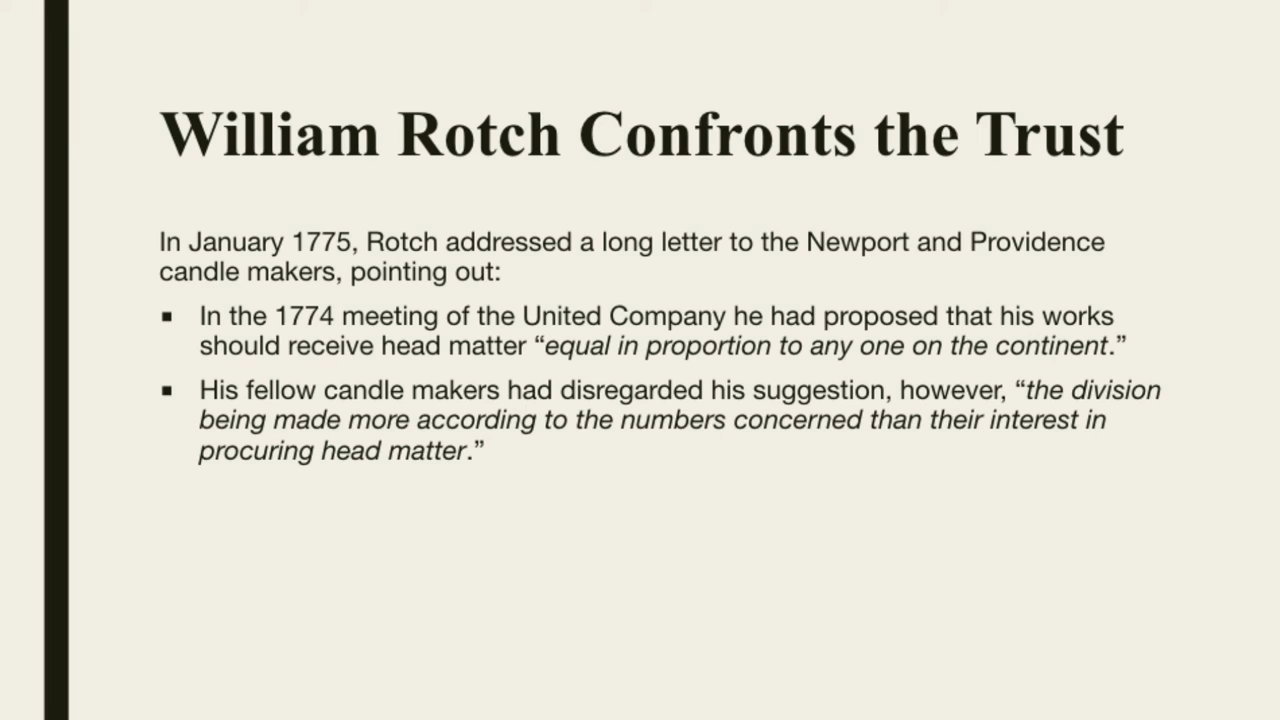 William Rotch Confronts the Trust
In January 1775, Rotch addressed a long letter to the Newport and Providence
candle makers, pointing out:
▪ In the 1774 meeting of the United Company he had proposed that his works
should receive head matter “equal in proportion to any one on the continent.”
▪ His fellow candle makers had disregarded his suggestion, however, “the division
being made more according to the numbers concerned than their interest in
procuring head matter.”